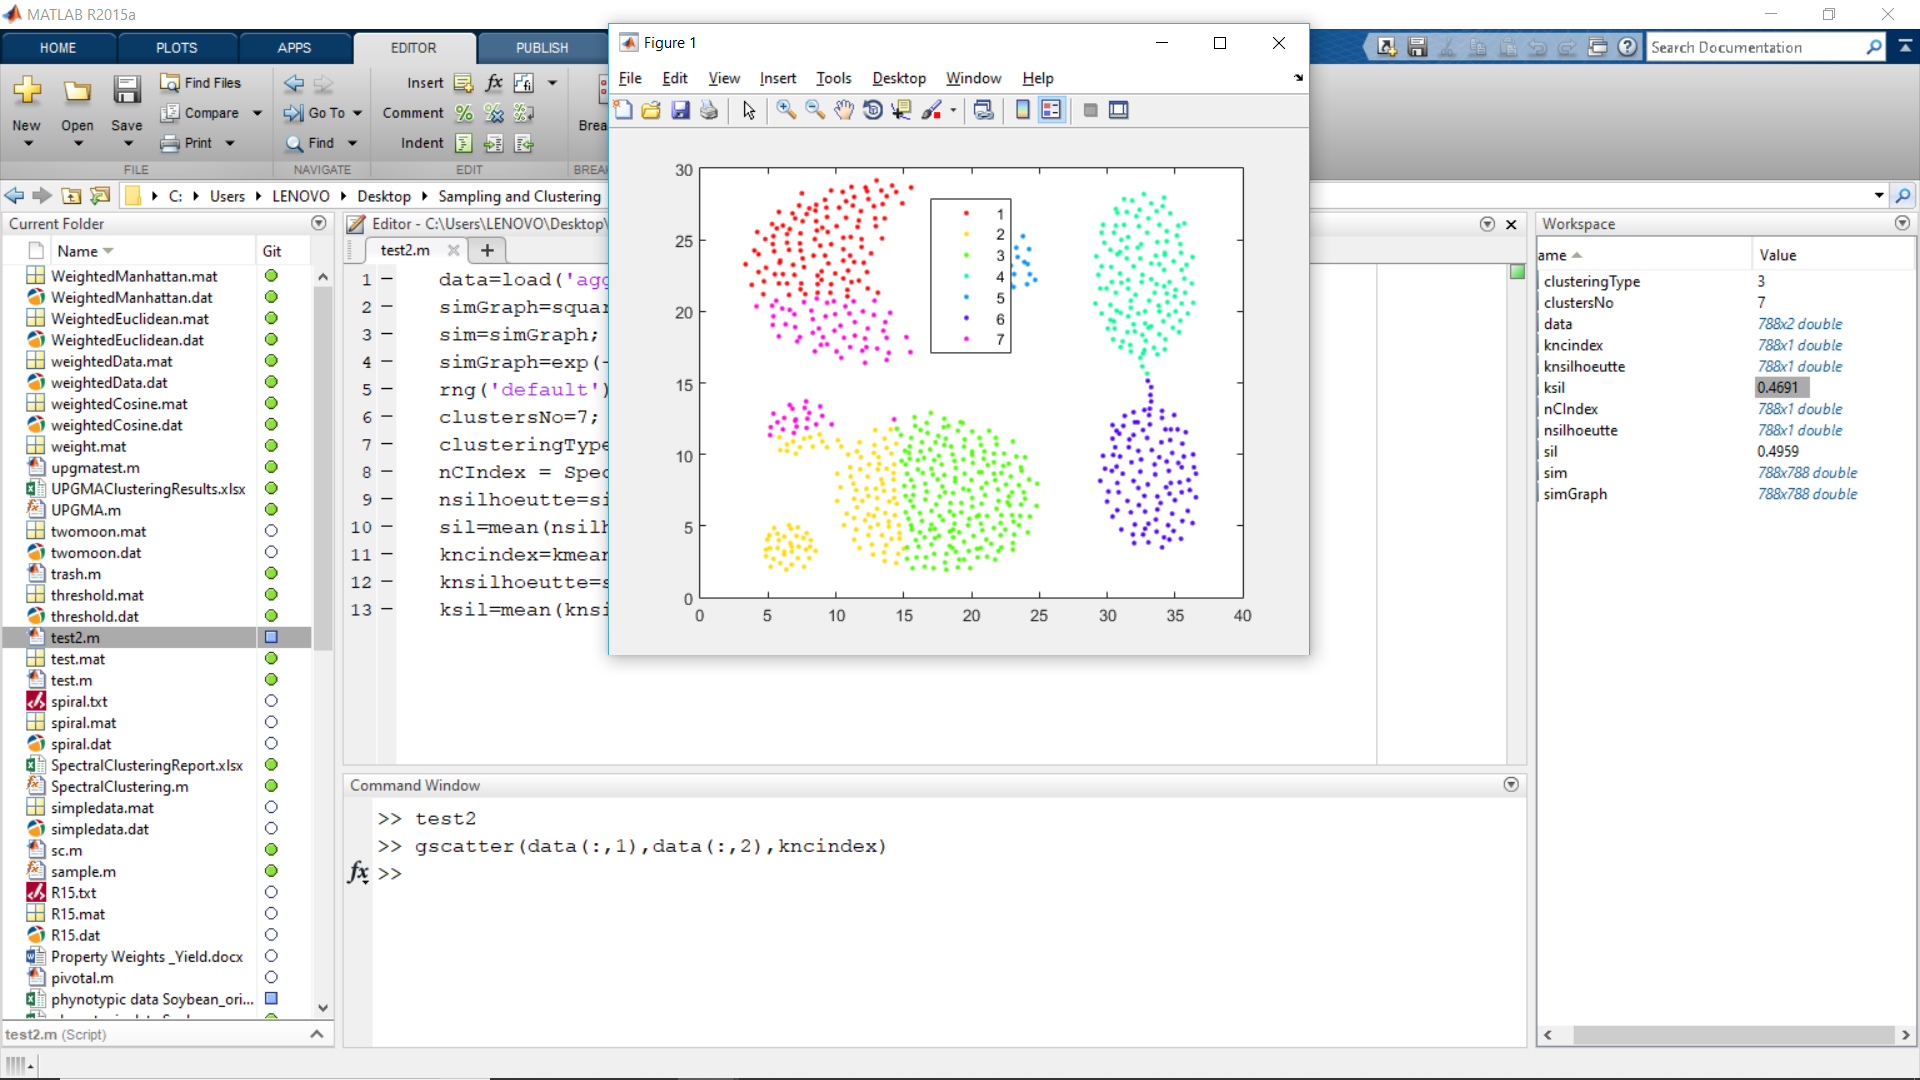 MATLAB R2015a
HOME PLOTS APPS EDITOR PUBLISH
Search Documentation
New Open Save
Find Files
Compare
Print
FILE
Go To
Find
NAVIGATE
Insert
Comment
Indent
EDIT
C: Users LENOVO Desktop Sampling and Clustering
Current Folder
Name Git
WeightedManhattan.mat
WeightedManhattan.dat
WeightedEuclidean.mat
WeightedEuclidean.dat
weightedData.mat
weightedData.dat
weightedCosine.mat
weightedCosine.dat
weight.mat
upgmatest.m
UPGMAClusteringResults.xlsx
UPGMA.m
twomoon.mat
twomoon.dat
trash.m
threshold.mat
threshold.dat
test2.m
test.mat
test.m
spiral.txt
spiral.mat
spiral.dat
SpectralClusteringReport.xlsx
SpectralClustering.m
simpledata.mat
simpledata.dat
sc.m
sample.m
R15.txt
R15.mat
R15.dat
Property Weights _Yield.docx
pivotal.m
phynotypic data Soybean_ori...
test2.m (Script)
Editor - C:\Users\LENOVO\Desktop\
test2.m
1 – data=load('agg
2 – simGraph=squar
3 – sim=simGraph;
4 – simGraph=exp(-
5 – rng('default')
6 – clustersNo=7;
7 – clusteringType
8 – nCIndex = Spec
9 – nsilhoeutte=si
10 – sil=mean(nsilh
11 – kncindex=kmean
12 – knsilhoeutte=s
13 – ksil=mean(knsi
Figure 1
File Edit View Insert Tools Desktop Window Help
30
25
20
15
10
5
0
0 5 10 15 20 25 30 35 40
1
2
3
4
5
6
7
Command Window
>> test2
>> gscatter(data(:,1),data(:,2),kncindex)
fx >>
Workspace
ame Value
clusteringType 3
clustersNo 7
data 788x2 double
kncindex 788x1 double
knsilhoeutte 788x1 double
ksil 0.4691
nCIndex 788x1 double
nsilhoeutte 788x1 double
sil 0.4959
sim 788x788 double
simGraph 788x788 double